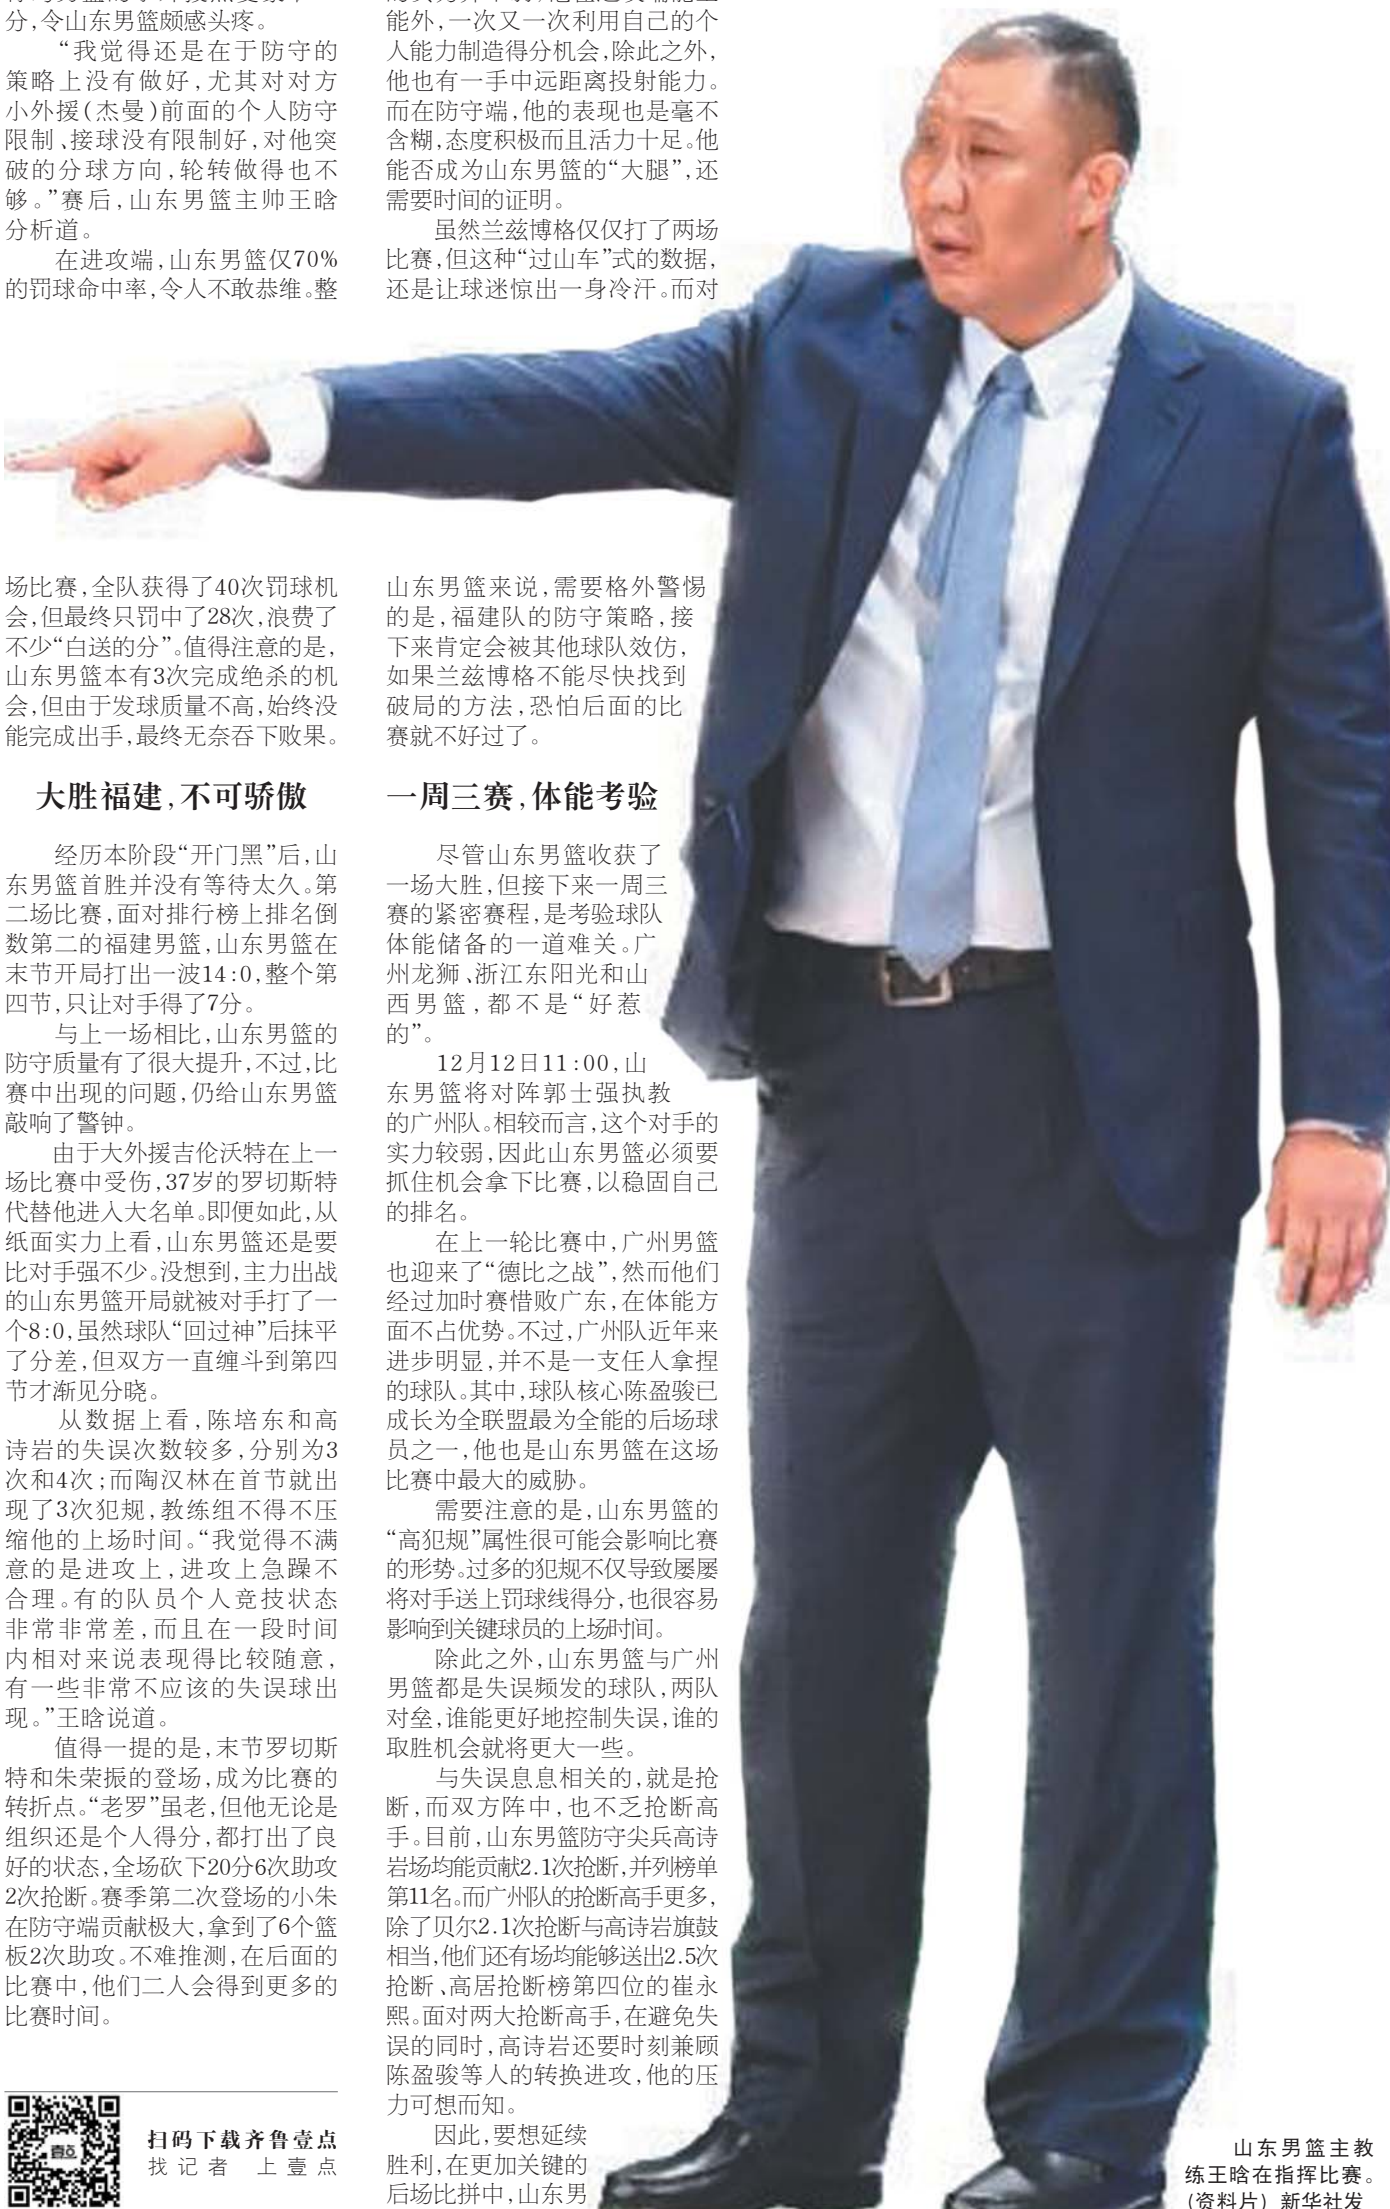 分,令山东男篮颇感头疼。
“我觉得还是在于防守的
策略上没有做好,尤其对对方
小外援(杰曼)前面的个人防守
限制、接球没有限制好,对他突
破的分球方向,轮转做得也不
够。”赛后,山东男篮主帅王晗
分析道。
在进攻端,山东男篮仅70%
的罚球命中率,令人不敢恭维。整
场比赛,全队获得了40次罚球机
会,但最终只罚中了28次,浪费了
不少“白送的分”。值得注意的是,
山东男篮本有3次完成绝杀的机
会,但由于发球质量不高,始终没
能完成出手,最终无奈吞下败果。
大胜福建,不可骄傲
经历本阶段“开门黑”后,山
东男篮首胜并没有等待太久。第
二场比赛,面对排行榜上排名倒
数第二的福建男篮,山东男篮在
末节开局打出一波14:0,整个第
四节,只让对手得了7分。
与上一场相比,山东男篮的
防守质量有了很大提升,不过,比
赛中出现的问题,仍给山东男篮
敲响了警钟。
由于大外援吉伦沃特在上一
场比赛中受伤,37岁的罗切斯特
代替他进入大名单。即便如此,从
纸面实力上看,山东男篮还是要
比对手强不少。没想到,主力出战
的山东男篮开局就被对手打了一
个8:0,虽然球队“回过神”后抹平
了分差,但双方一直缠斗到第四
节才渐见分晓。
从数据上看,陈培东和高
诗岩的失误次数较多,分别为3
次和4次;而陶汉林在首节就出
现了3次犯规,教练组不得不压
缩他的上场时间。“我觉得不满
意的是进攻上,进攻上急躁不
合理。有的队员个人竞技状态
非常非常差,而且在一段时间
内相对来说表现得比较随意,
有一些非常不应该的失误球出
现。”王晗说道。
值得一提的是,末节罗切斯
特和朱荣振的登场,成为比赛的
转折点。“老罗”虽老,但他无论是
组织还是个人得分,都打出了良
好的状态,全场砍下20分6次助攻
2次抢断。赛季第二次登场的小朱
在防守端贡献极大,拿到了6个篮
板2次助攻。不难推测,在后面的
比赛中,他们二人会得到更多的
比赛时间。
壹点
扫码下载齐鲁壹点
找记者 上壹点
能外,一次又一次利用自己的个
人能力制造得分机会,除此之外,
他也有一手中远距离投射能力。
而在防守端,他的表现也是毫不
含糊,态度积极而且活力十足。他
能否成为山东男篮的“大腿”,还
需要时间的证明。
虽然兰兹博格仅仅打了两场
比赛,但这种“过山车”式的数据,
还是让球迷惊出一身冷汗。而对
山东男篮来说,需要格外警惕
的是,福建队的防守策略,接
下来肯定会被其他球队效仿,
如果兰兹博格不能尽快找到
破局的方法,恐怕后面的比
赛就不好过了。
一周三赛,体能考验
尽管山东男篮收获了
一场大胜,但接下来一周三
赛的紧密赛程,是考验球队
体能储备的一道难关。广
州龙狮、浙江东阳光和山
西男篮,都不是“好惹
的”。
12月12日11:00,山
东男篮将对阵郭士强执教
的广州队。相较而言,这个对手的
实力较弱,因此山东男篮必须要
抓住机会拿下比赛,以稳固自己
的排名。
在上一轮比赛中,广州男篮
也迎来了“德比之战”,然而他们
经过加时赛惜败广东,在体能方
面不占优势。不过,广州队近年来
进步明显,并不是一支任人拿捏
的球队。其中,球队核心陈盈骏已
成长为全联盟最为全能的后场球
员之一,他也是山东男篮在这场
比赛中最大的威胁。
需要注意的是,山东男篮的
“高犯规”属性很可能会影响比赛
的形势。过多的犯规不仅导致屡屡
将对手送上罚球线得分,也很容易
影响到关键球员的上场时间。
除此之外,山东男篮与广州
男篮都是失误频发的球队,两队
对垒,谁能更好地控制失误,谁的
取胜机会就将更大一些。
与失误息息相关的,就是抢
断,而双方阵中,也不乏抢断高
手。目前,山东男篮防守尖兵高诗
岩场均能贡献2.1次抢断,并列榜单
第11名。而广州队的抢断高手更多,
除了贝尔2.1次抢断与高诗岩旗鼓
相当,他们还有场均能够送出2.5次
抢断、高居抢断榜第四位的崔永
熙。面对两大抢断高手,在避免失
误的同时,高诗岩还要时刻兼顾
陈盈骏等人的转换进攻,他的压
力可想而知。
因此,要想延续
胜利,在更加关键的
后场比拼中,山东男
山东男篮主教
练王晗在指挥比赛。
(资料片) 新华社发